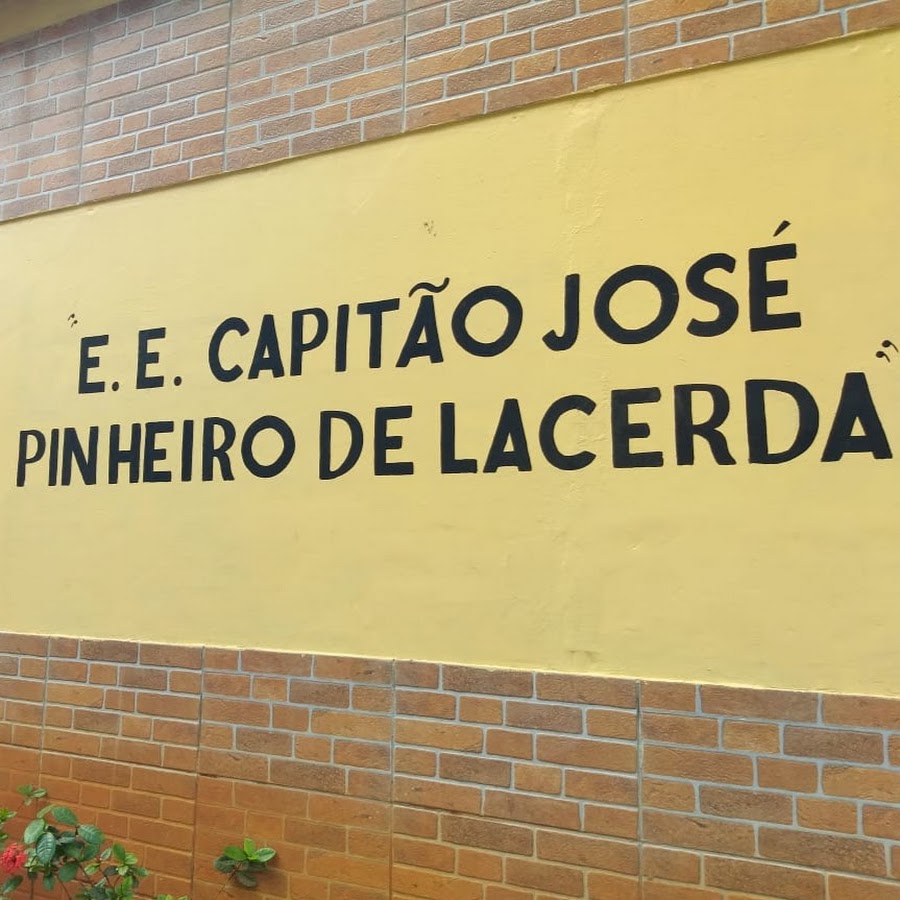 "E. E. CAPITÃO JOSÉ
PINHEIRO DE LACERDA"